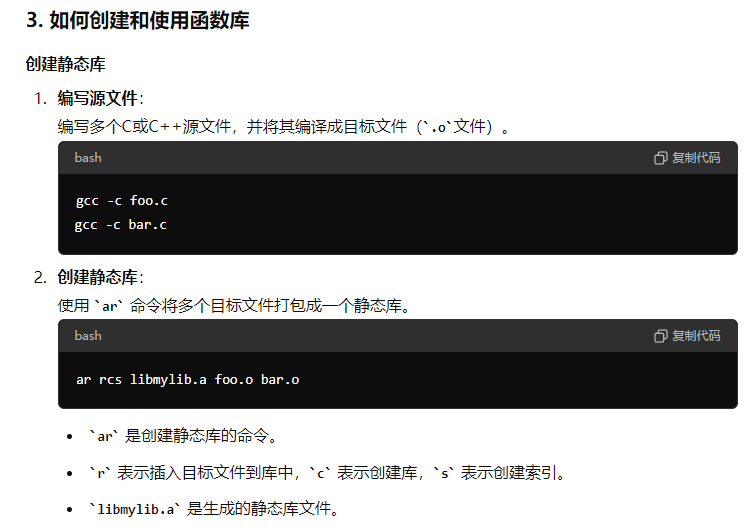 3. 如何创建和使用函数库
创建静态库
1. 编写源文件：
编写多个C或C++源文件，并将其编译成目标文件（`.o`文件）。
bash 复制代码
gcc -c foo.c
gcc -c bar.c
2. 创建静态库：
使用 `ar` 命令将多个目标文件打包成一个静态库。
bash 复制代码
ar rcs libmylib.a foo.o bar.o
• `ar` 是创建静态库的命令。
• `r` 表示插入目标文件到库中，`c` 表示创建库，`s` 表示创建索引。
• `libmylib.a` 是生成的静态库文件。